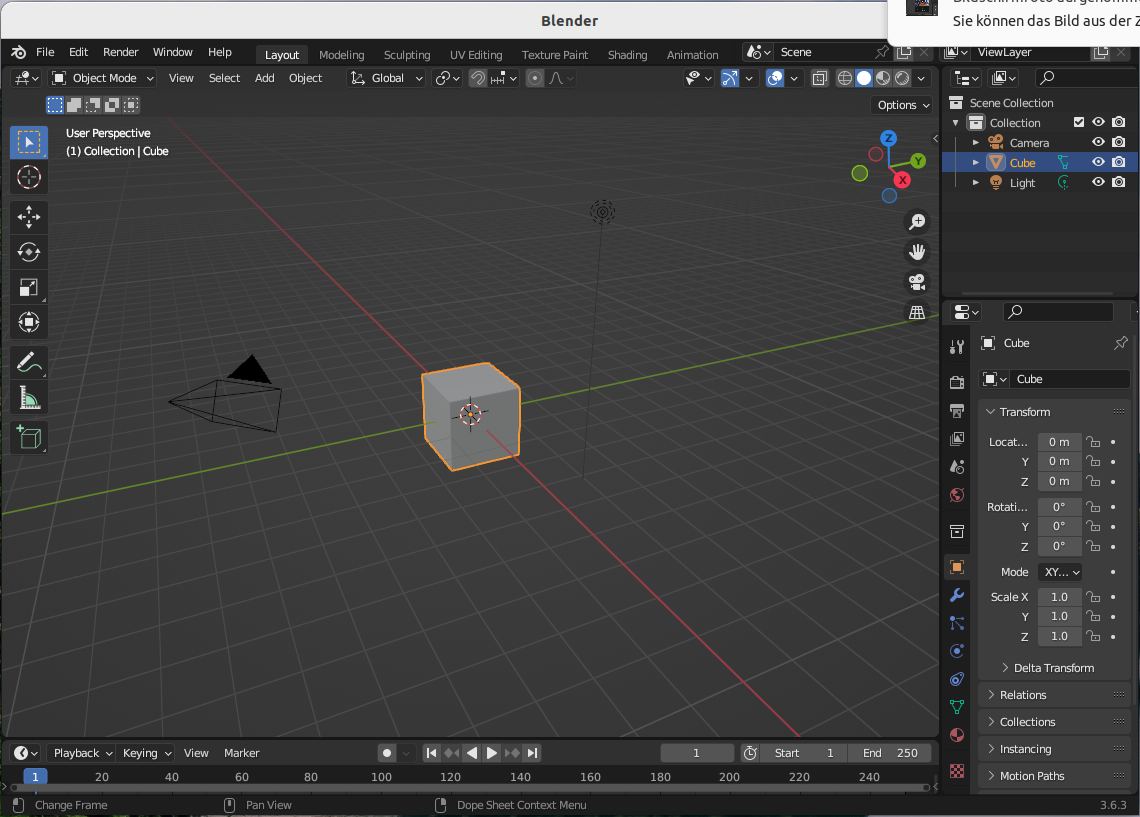 Blender
Sie können das Bild aus der
File Edit Render Window Help Layout Modeling Sculpting UV Editing Texture Paint Shading Animation Scene ViewLayer
Object Mode View Select Add Object Global
Options
User Perspective
(1) Collection | Cube
Z
Y
X
Scene Collection
Collection
Camera
Cube
Light
Cube
Cube
Transform
Locat... 0 m
Y 0 m
Z 0 m
Rotati... 0°
Y 0°
Z 0°
Mode XY...
Scale X 1.0
Y 1.0
Z 1.0
Delta Transform
Relations
Collections
Instancing
Motion Paths
Playback Keying View Marker 1 Start 1 End 250
1 20 40 60 80 100 120 140 160 180 200 220 240
Change Frame Pan View Dope Sheet Context Menu 3.6.3